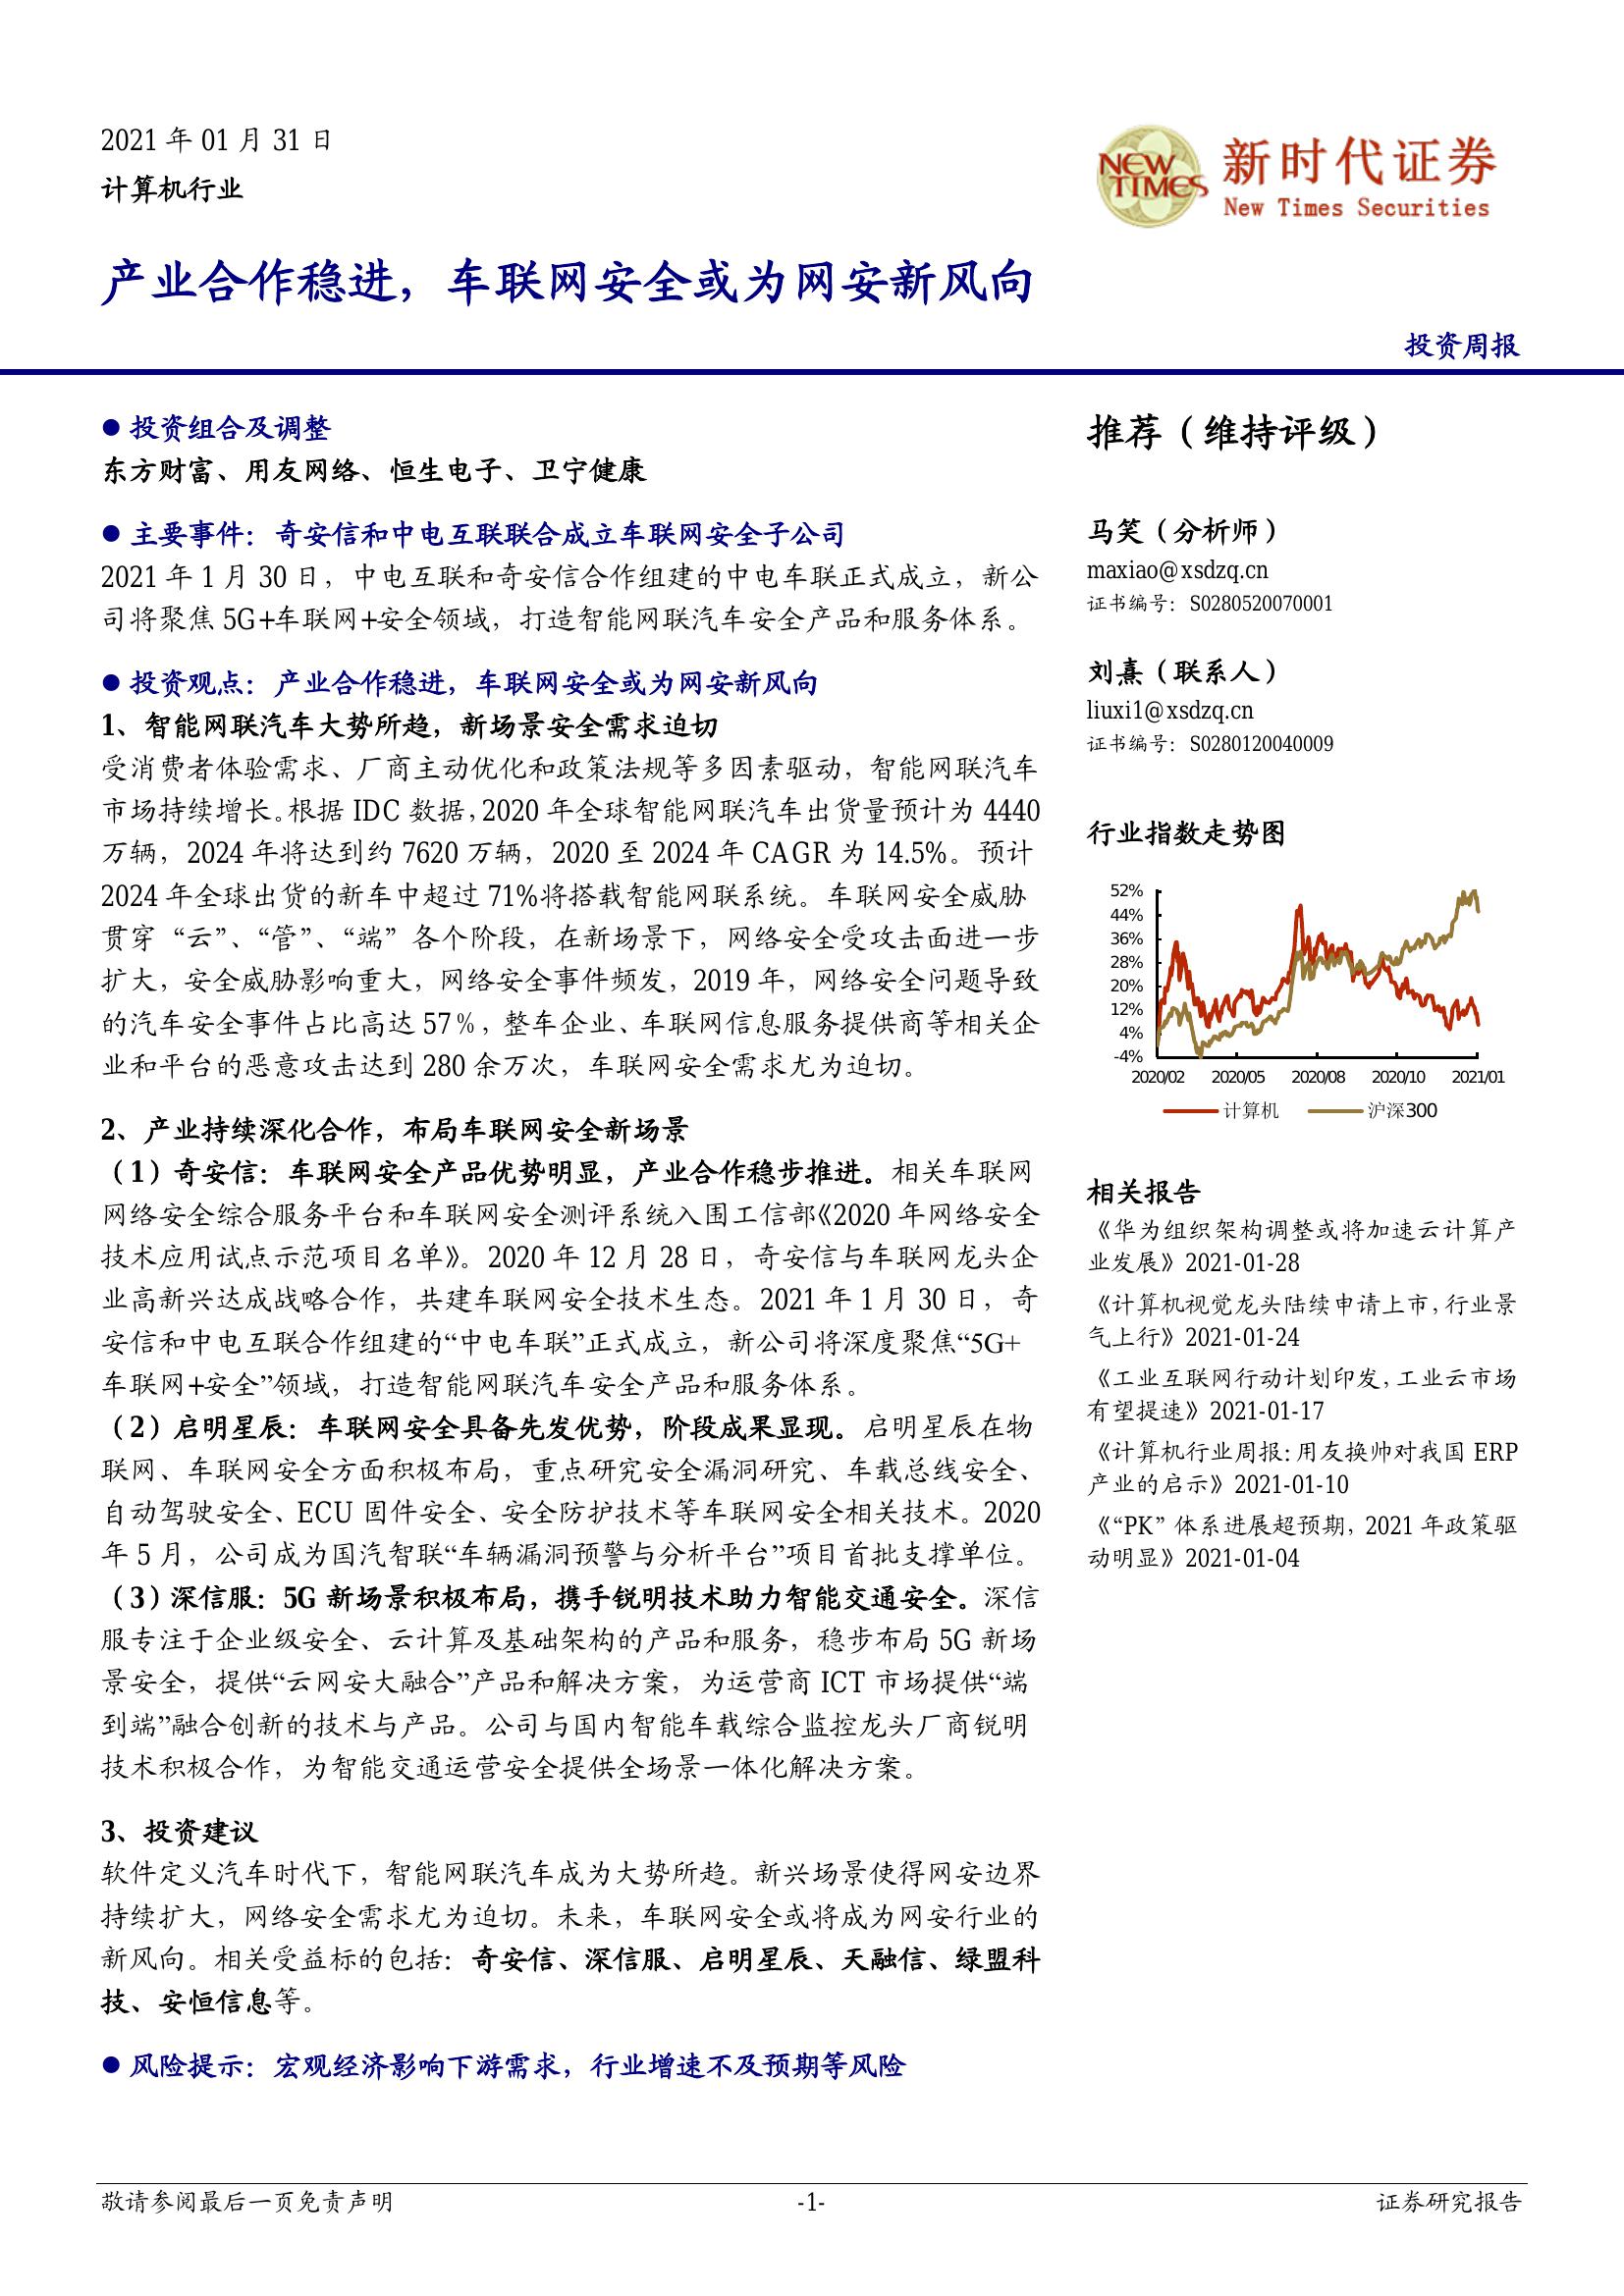 2021 年 01 月 31 日
计算机行业
NEW
TIMES
新时代证券
New Times Securities
产业合作稳进，车联网安全或为网安新风向
投资周报
● 投资组合及调整
东方财富、用友网络、恒生电子、卫宁健康
● 主要事件：奇安信和中电互联联合成立车联网安全子公司
2021 年 1 月 30 日，中电互联和奇安信合作组建的中电车联正式成立，新公
司将聚焦 5G+车联网+安全领域，打造智能网联汽车安全产品和服务体系。
● 投资观点：产业合作稳进，车联网安全或为网安新风向
1、智能网联汽车大势所趋，新场景安全需求迫切
受消费者体验需求、厂商主动优化和政策法规等多因素驱动，智能网联汽车
市场持续增长。根据 IDC 数据，2020 年全球智能网联汽车出货量预计为 4440
万辆，2024 年将达到约 7620 万辆，2020 至 2024 年 CAGR 为 14.5%。预计
2024 年全球出货的新车中超过 71%将搭载智能网联系统。车联网安全威胁
贯穿“云”、“管”、“端”各个阶段，在新场景下，网络安全受攻击面进一步
扩大，安全威胁影响重大，网络安全事件频发，2019 年，网络安全问题导致
的汽车安全事件占比高达 57%，整车企业、车联网信息服务提供商等相关企
业和平台的恶意攻击达到 280 余万次，车联网安全需求尤为迫切。
2、产业持续深化合作，布局车联网安全新场景
（1）奇安信：车联网安全产品优势明显，产业合作稳步推进。相关车联网
网络安全综合服务平台和车联网安全测评系统入围工信部《2020 年网络安全
技术应用试点示范项目名单》。2020 年 12 月 28 日，奇安信与车联网龙头企
业高新兴达成战略合作，共建车联网安全技术生态。2021 年 1 月 30 日，奇
安信和中电互联合作组建的“中电车联”正式成立，新公司将深度聚焦“5G+
车联网+安全”领域，打造智能网联汽车安全产品和服务体系。
（2）启明星辰：车联网安全具备先发优势，阶段成果显现。启明星辰在物
联网、车联网安全方面积极布局，重点研究安全漏洞研究、车载总线安全、
自动驾驶安全、ECU 固件安全、安全防护技术等车联网安全相关技术。2020
年 5 月，公司成为国汽智联“车辆漏洞预警与分析平台”项目首批支撑单位。
（3）深信服：5G 新场景积极布局，携手锐明技术助力智能交通安全。深信
服专注于企业级安全、云计算及基础架构的产品和服务，稳步布局 5G 新场
景安全，提供“云网安大融合”产品和解决方案，为运营商 ICT 市场提供“端
到端”融合创新的技术与产品。公司与国内智能车载综合监控龙头厂商锐明
技术积极合作，为智能交通运营安全提供全场景一体化解决方案。
3、投资建议
软件定义汽车时代下，智能网联汽车成为大势所趋。新兴场景使得网安边界
持续扩大，网络安全需求尤为迫切。未来，车联网安全或将成为网安行业的
新风向。相关受益标的包括：奇安信、深信服、启明星辰、天融信、绿盟科
技、安恒信息等。
● 风险提示：宏观经济影响下游需求，行业增速不及预期等风险
推荐（维持评级）
马笑（分析师）
maxiao@xsdzq.cn
证书编号：S0280520070001
刘熹（联系人）
liuxi1@xsdzq.cn
证书编号：S0280120040009
行业指数走势图
52%
44%
36%
28%
20%
12%
4%
-4%
2020/02 2020/05 2020/08 2020/10 2021/01
计算机 沪深300
相关报告
《华为组织架构调整或将加速云计算产
业发展》2021-01-28
《计算机视觉龙头陆续申请上市，行业景
气上行》2021-01-24
《工业互联网行动计划印发，工业云市场
有望提速》2021-01-17
《计算机行业周报：用友换帅对我国 ERP
产业的启示》2021-01-10
《“PK”体系进展超预期，2021 年政策驱
动明显》2021-01-04
敬请参阅最后一页免责声明 -1- 证券研究报告